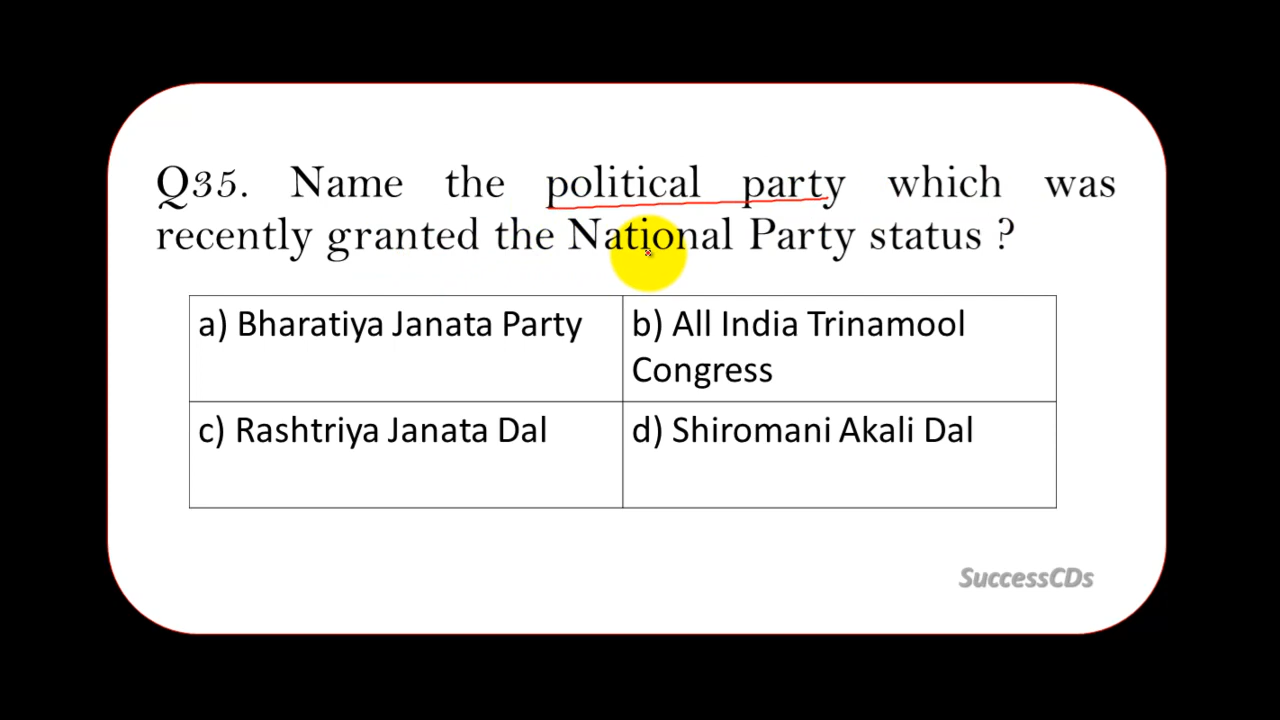 Q35. Name the political party which was
recently granted the National Party status ?
a) Bharatiya Janata Party
b) All India Trinamool
Congress
c) Rashtriya Janata Dal
d) Shiromani Akali Dal
SuccessCDs